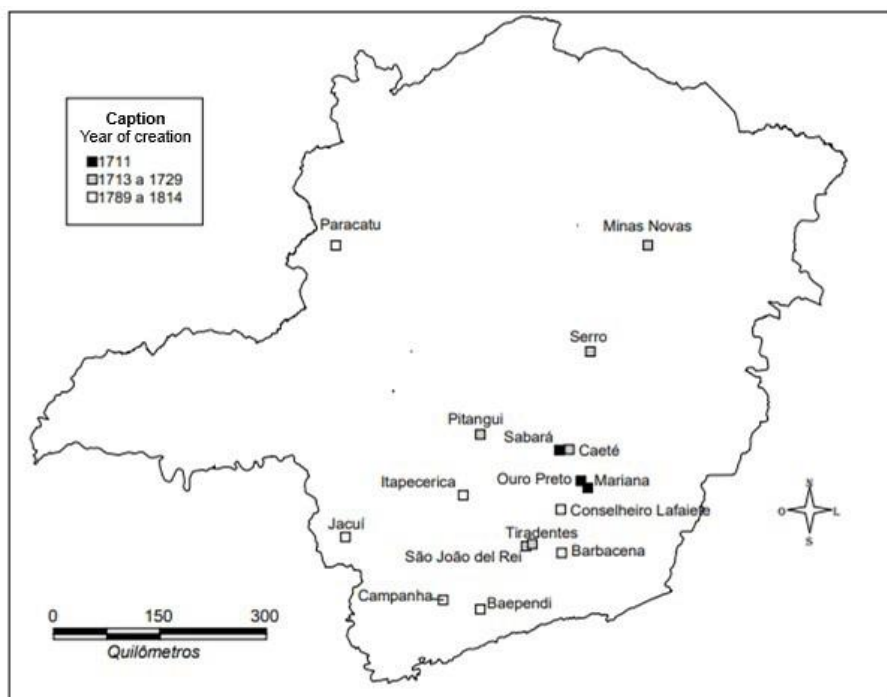 Caption
Year of creation
1711
1713 a 1729
1789 a 1814
Paracatu
Minas Novas
Serro
Pitangui
Sabará
Caeté
Ouro Preto
Mariana
Itapecerica
Conselheiro Lafaiete
Jacuí
Tiradentes
São João del Rei
Barbacena
Campanha
Baependi
N
O
L
S
0 150 300
Quilômetros